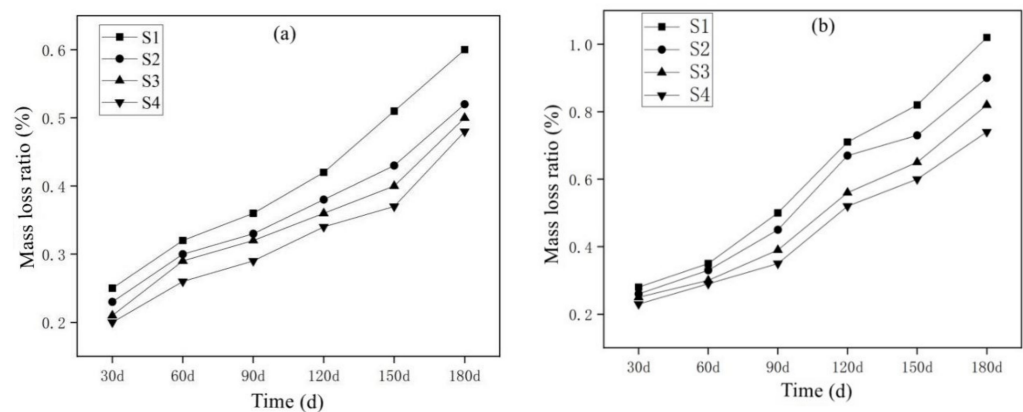 (a)
S1
S2
S3
S4
0.6
0.5
0.4
0.3
0.2
Mass loss ratio (%)
30d 60d 90d 120d 150d 180d
Time (d)
(b)
S1
S2
S3
S4
1.0
0.8
0.6
0.4
0.2
Mass loss ratio (%)
30d 60d 90d 120d 150d 180d
Time (d)